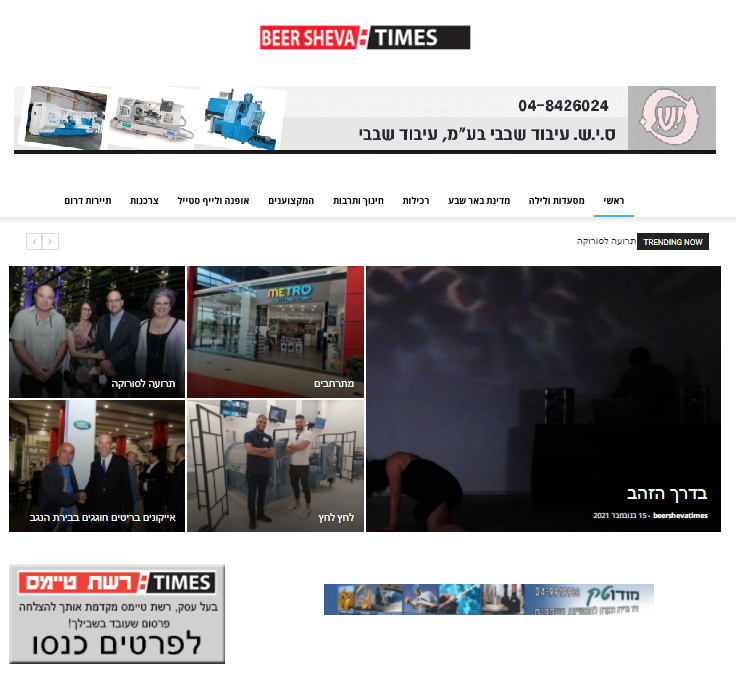 BEER SHEVA TIMES
04-8426024
ס.י.ש. עיבוד שבבי בע"מ, עיבוד שבבי
ראשי מסעדות ולילה מדינת באר שבע רכילות חינוך ותרבות המקצוענים אופנה ולייף סטייל צרכנות תיירות דרום
TRENDING NOW תרועה לסורוקה
METRO
מתרחבים
תרועה לסורוקה
בדרך הזהב
beershevatimes - 15 בנובמבר 2021
לחץ לחץ
אייקונים בריטים חוגגים בבירת הנגב
רשת טיימס TIMES
בעל עסק, רשת טיימס מקדמת אותך להצלחה
פרסום שעובד בשבילך!
לפרטים כנסו
מודוטק